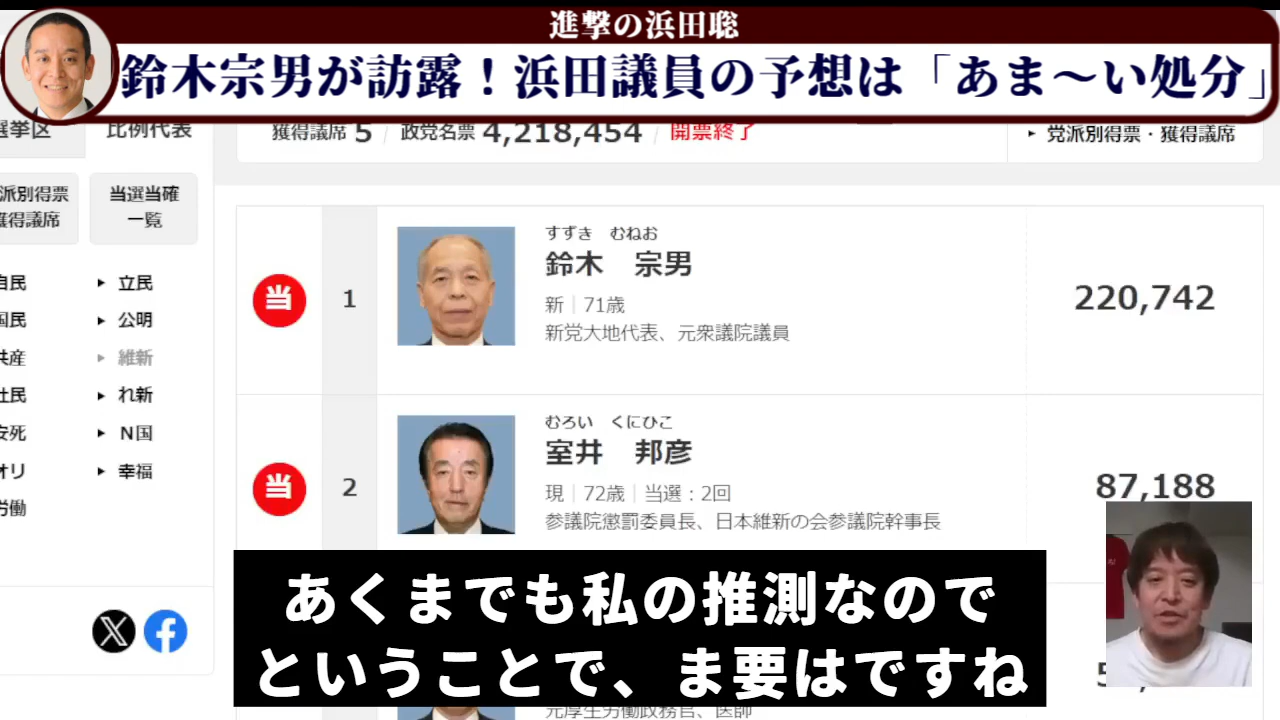 進撃の浜田聡
鈴木宗男が訪露！浜田議員の予想は「あま～い処分」
選挙区
比例代表
獲得議席 5 / 政党名票 4,218,454 / 開票終了
党派別得票・獲得議席
派別得票
獲得議席
当選当確
一覧
自民
立民
国民
公明
共産
維新
社民
れ新
安死
N国
オリ
幸福
労働
当
1
すずき むねお
鈴木 宗男
新｜71歳
新党大地代表、元衆議院議員
220,742
当
2
むろい くにひこ
室井 邦彦
現｜72歳｜当選：2回
参議院懲罰委員長、日本維新の会参議院幹事長
87,188
あくまでも私の推測なので
ということで、ま要はですね
元厚生労働政務官、医師